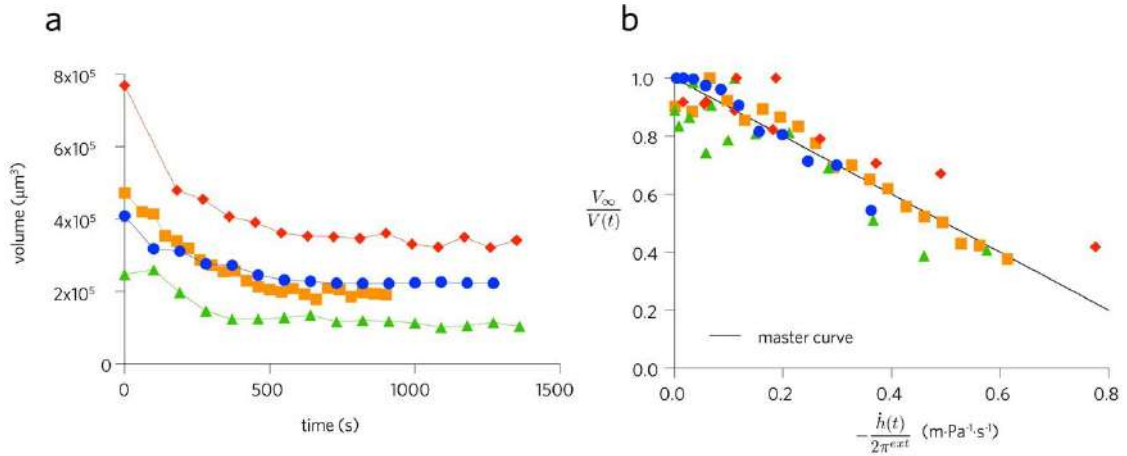 a
8x10⁵
6x10⁵
4x10⁵
2x10⁵
0
volume (μm³)
0
500
1000
1500
time (s)
b
1.0
0.8
0.6
0.4
0.2
0.0
V∞
V(t)
master curve
0.0
0.2
0.4
0.6
0.8
−ḣ(t)/2πᵉˣᵗ (m·Pa⁻¹·s⁻¹)